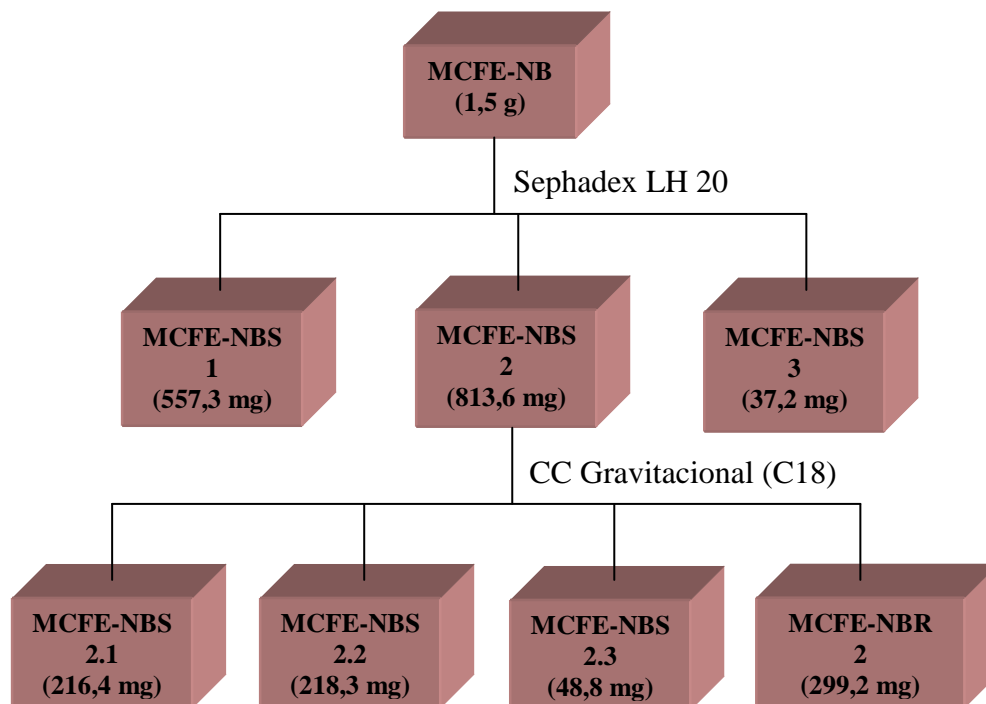 MCFE-NB
(1,5 g)
Sephadex LH 20
MCFE-NBS
1
(557,3 mg)
MCFE-NBS
2
(813,6 mg)
MCFE-NBS
3
(37,2 mg)
CC Gravitacional (C18)
MCFE-NBS
2.1
(216,4 mg)
MCFE-NBS
2.2
(218,3 mg)
MCFE-NBS
2.3
(48,8 mg)
MCFE-NBR
2
(299,2 mg)